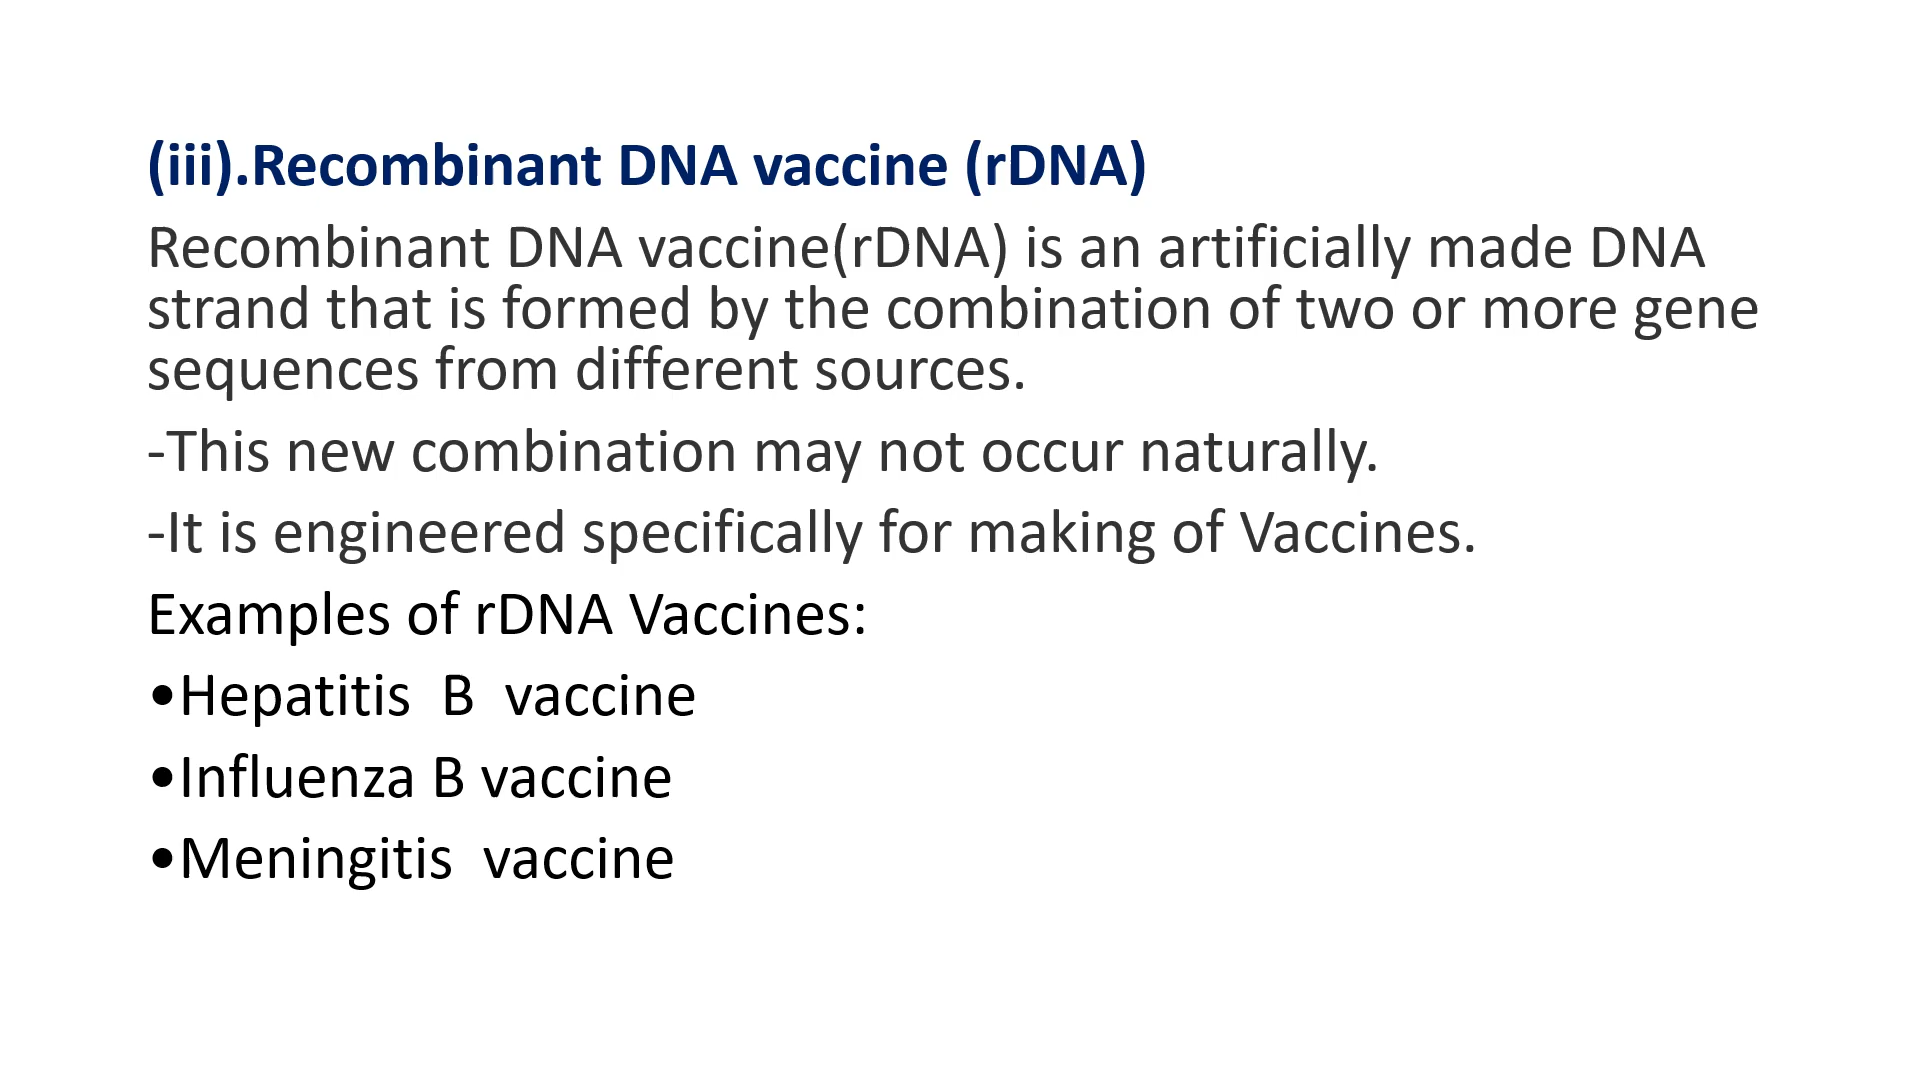 (iii).Recombinant DNA vaccine (rDNA)
Recombinant DNA vaccine(rDNA) is an artificially made DNA
strand that is formed by the combination of two or more gene
sequences from different sources.
-This new combination may not occur naturally.
-It is engineered specifically for making of Vaccines.
Examples of rDNA Vaccines:
•Hepatitis  B  vaccine
•Influenza B vaccine
•Meningitis  vaccine